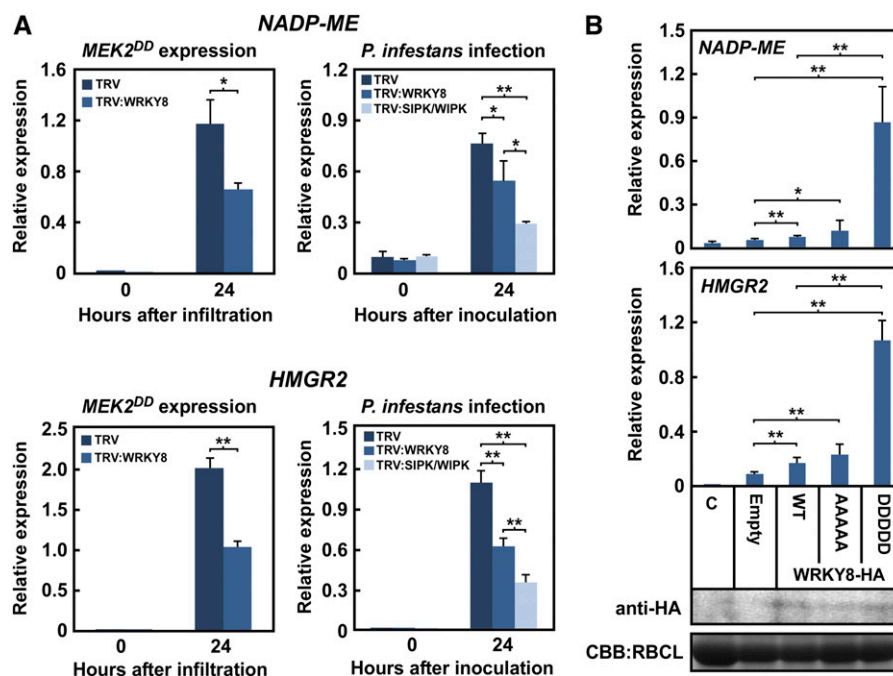 A
NADP-ME
MEK2DD expression
P. infestans infection
Relative expression
1.8
1.2
0.6
0
TRV
TRV:WRKY8
*
0
24
Hours after infiltration
Relative expression
1.2
0.9
0.6
0.3
0
TRV
TRV:WRKY8
TRV:SIPK/WIPK
**
*
*
0
24
Hours after inoculation
HMGR2
MEK2DD expression
P. infestans infection
Relative expression
2.5
2.0
1.5
1.0
0.5
0
TRV
TRV:WRKY8
**
0
24
Hours after infiltration
Relative expression
1.4
1.2
0.9
0.6
0.3
0
TRV
TRV:WRKY8
TRV:SIPK/WIPK
**
**
**
0
24
Hours after inoculation
B
NADP-ME
Relative expression
1.5
1.2
0.9
0.6
0.3
0
**
**
*
**
HMGR2
Relative expression
1.6
1.2
0.8
0.4
0
**
**
**
**
C
Empty
WT
AAAAA
DDDDD
WRKY8-HA
anti-HA
CBB:RBCL